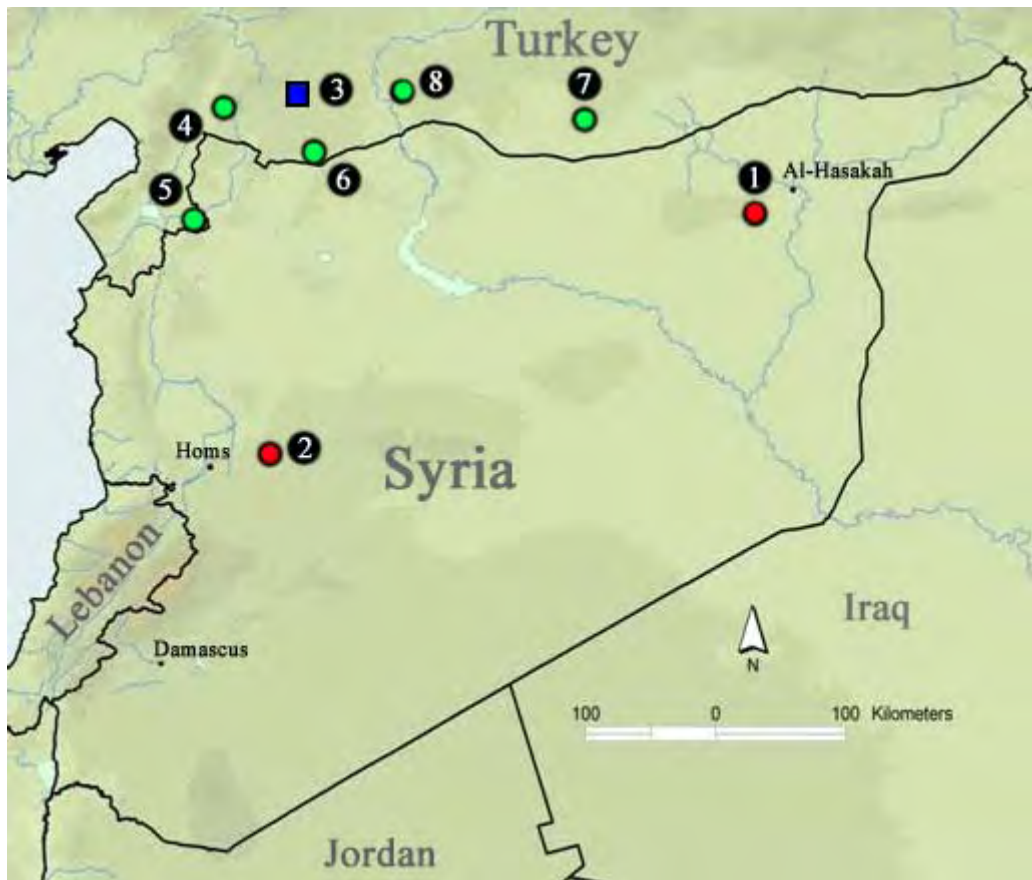 Turkey
3
8
7
4
6
5
1
Al-Hasakah
Homs
2
Syria
Lebanon
Iraq
Damascus
N
100 0 100 Kilometers
Jordan